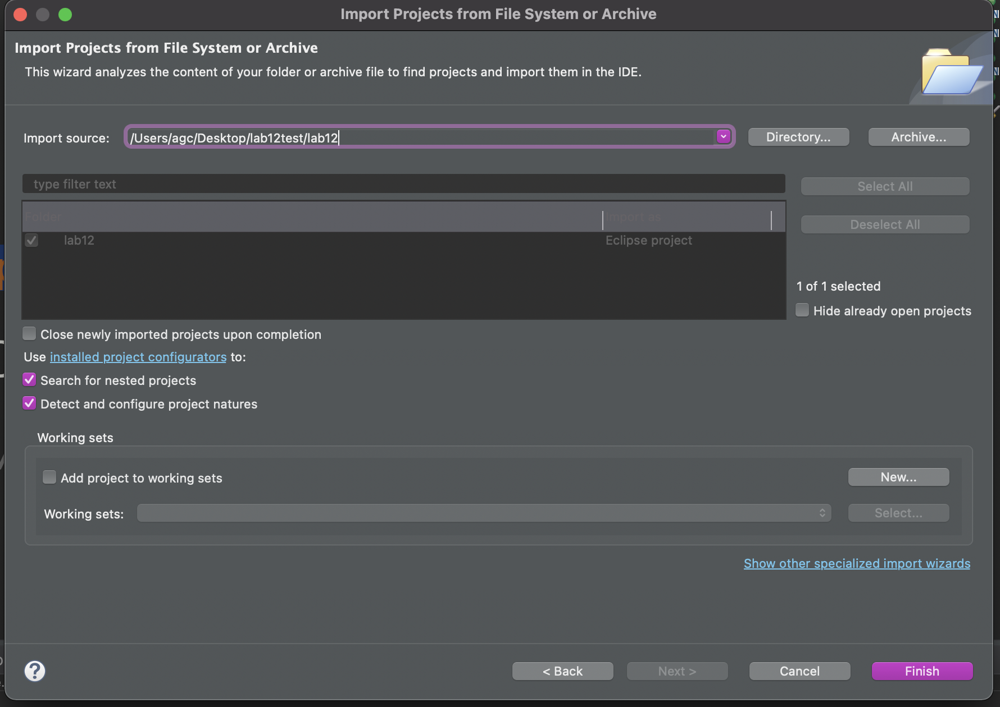 Import Projects from File System or Archive
Import Projects from File System or Archive
This wizard analyzes the content of your folder or archive file to find projects and import them in the IDE.
Import source: /Users/agc/Desktop/lab12test/lab12 Directory... Archive...
type filter text Select All
Folder Import as Deselect All
lab12 Eclipse project
1 of 1 selected
Hide already open projects
Close newly imported projects upon completion
Use installed project configurators to:
Search for nested projects
Detect and configure project natures
Working sets
Add project to working sets New...
Working sets: Select...
Show other specialized import wizards
? < Back Next > Cancel Finish